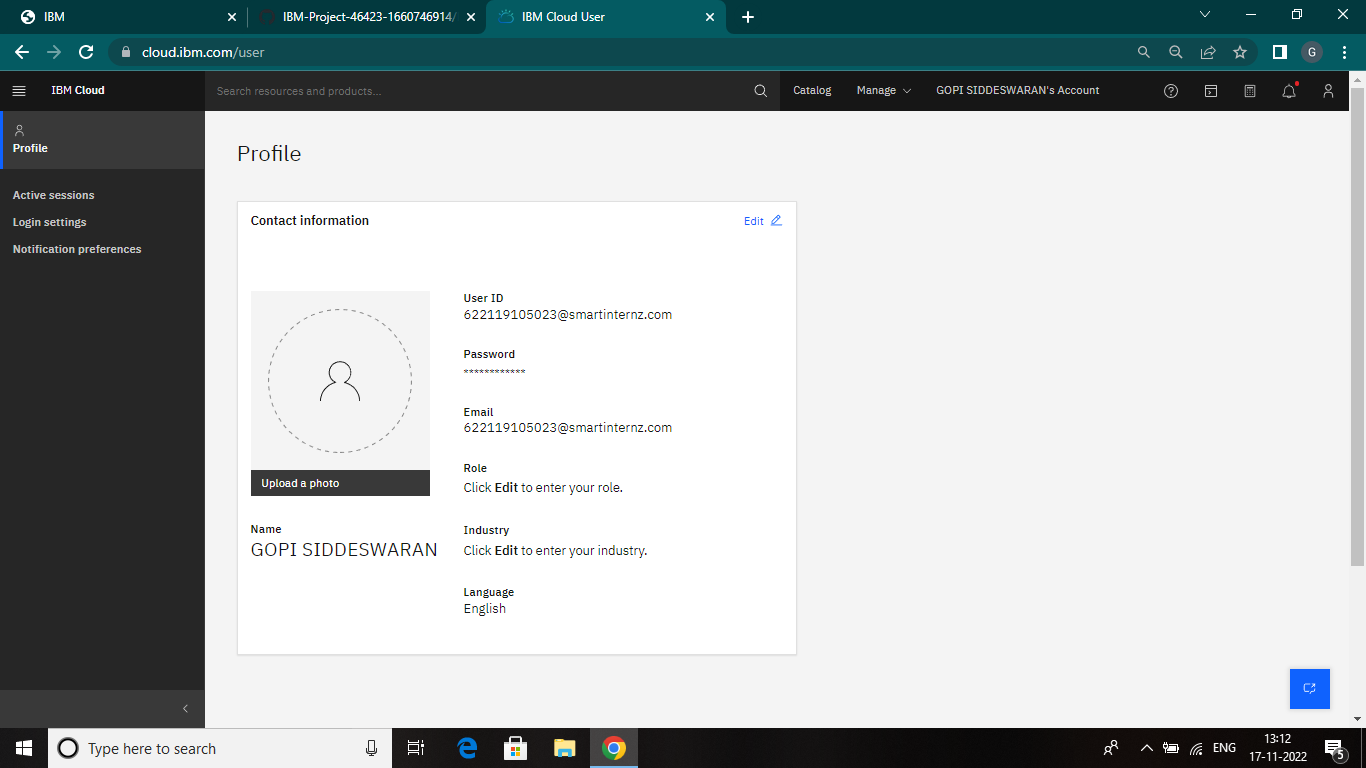 IBM
IBM-Project-46423-1660746914/
IBM Cloud User
cloud.ibm.com/user
G
IBM Cloud
Search resources and products...
Catalog
Manage
GOPI SIDDESWARAN's Account
Profile
Active sessions
Login settings
Notification preferences
Profile
Contact information
Edit
User ID
622119105023@smartinternz.com
Password
************
Email
622119105023@smartinternz.com
Role
Click Edit to enter your role.
Upload a photo
Name
GOPI SIDDESWARAN
Industry
Click Edit to enter your industry.
Language
English
Type here to search
ENG
13:12
17-11-2022
5